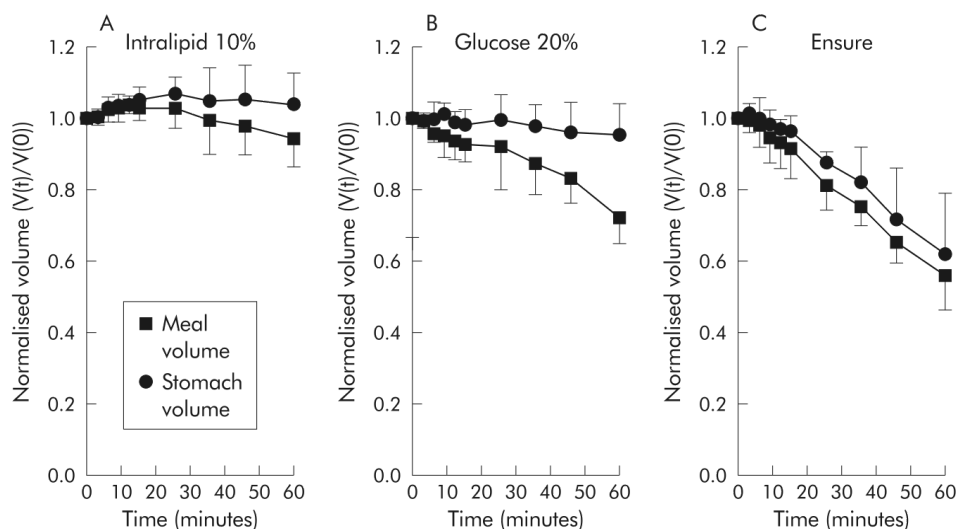 A
Intralipid 10%
Normalised volume (V(t)/V(0))
1.2
1.0
0.8
0.6
0.4
0.2
0.0
Meal
volume
Stomach
volume
0 10 20 30 40 50 60
Time (minutes)
B
Glucose 20%
Normalised volume (V(t)/V(0))
1.2
1.0
0.8
0.6
0.4
0.2
0.0
0 10 20 30 40 50 60
Time (minutes)
C
Ensure
Normalised volume (V(t)/V(0))
1.2
1.0
0.8
0.6
0.4
0.2
0.0
0 10 20 30 40 50 60
Time (minutes)